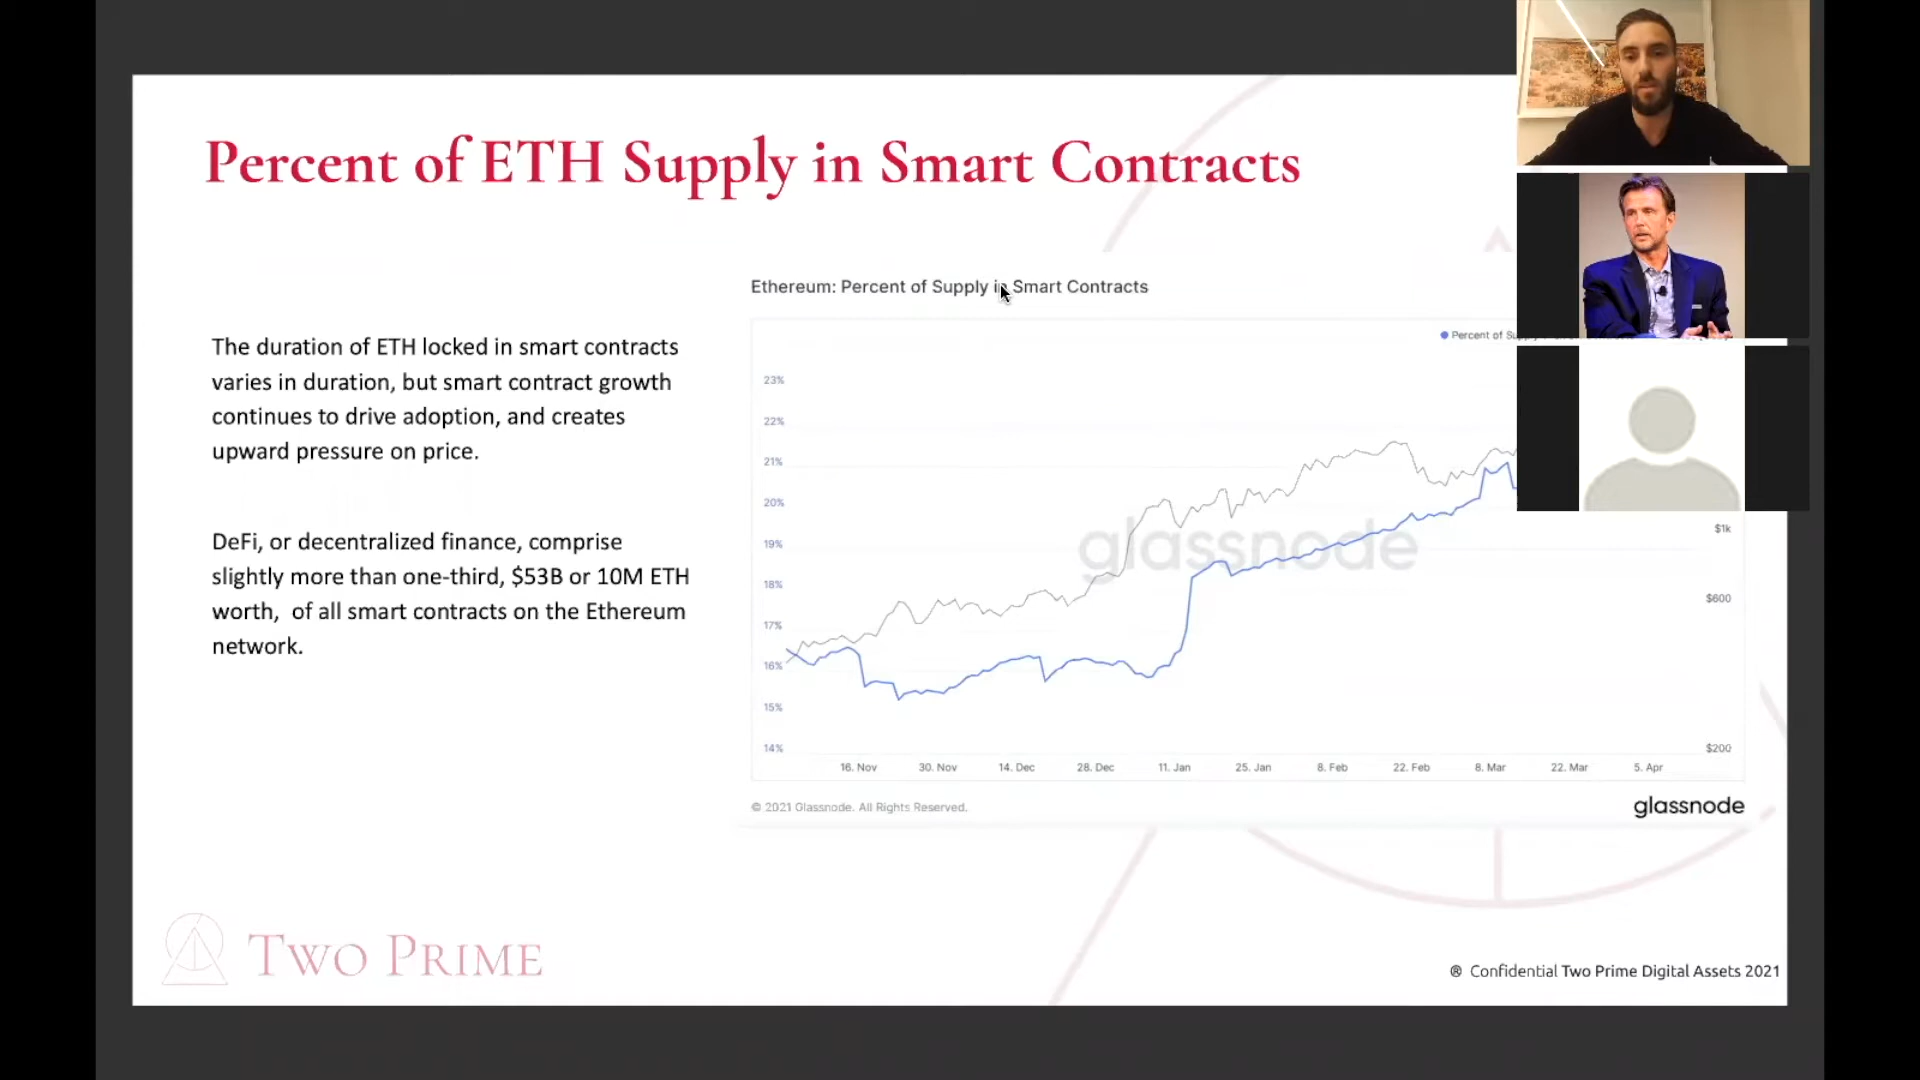 Percent of ETH Supply in Smart Contracts
Ethereum: Percent of Supply in Smart Contracts
The duration of ETH locked in smart contracts
varies in duration, but smart contract growth
continues to drive adoption, and creates
upward pressure on price.
DeFi, or decentralized finance, comprise
slightly more than one-third, $53B or 10M ETH
worth, of all smart contracts on the Ethereum
network.
Percent of
23%
22%
21%
20%
19%
18%
17%
16%
15%
14%
glassnode
$1k
$600
$200
16. Nov 30. Nov 14. Dec 28. Dec 11. Jan 25. Jan 8. Feb 22. Feb 8. Mar 22. Mar 5. Apr
© 2021 Glassnode. All Rights Reserved.
glassnode
TWO PRIME
® Confidential Two Prime Digital Assets 2021